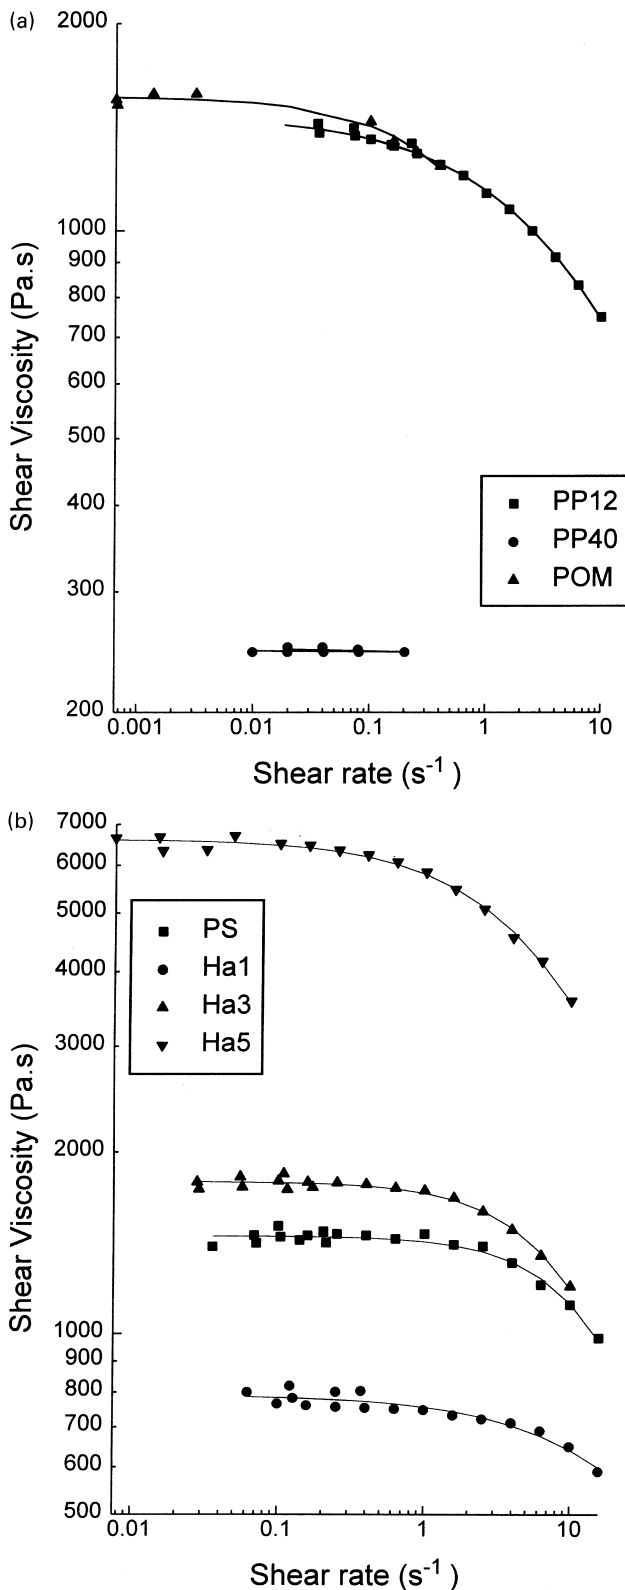 (a)
2000
1000
900
800
700
600
500
400
300
200
Shear Viscosity (Pa.s)
PP12
PP40
POM
0.001
0.01
0.1
1
10
Shear rate (s-1 )
(b)
7000
6000
5000
4000
3000
2000
1000
900
800
700
600
500
Shear Viscosity (Pa.s)
PS
Ha1
Ha3
Ha5
0.01
0.1
1
10
Shear rate (s-1 )